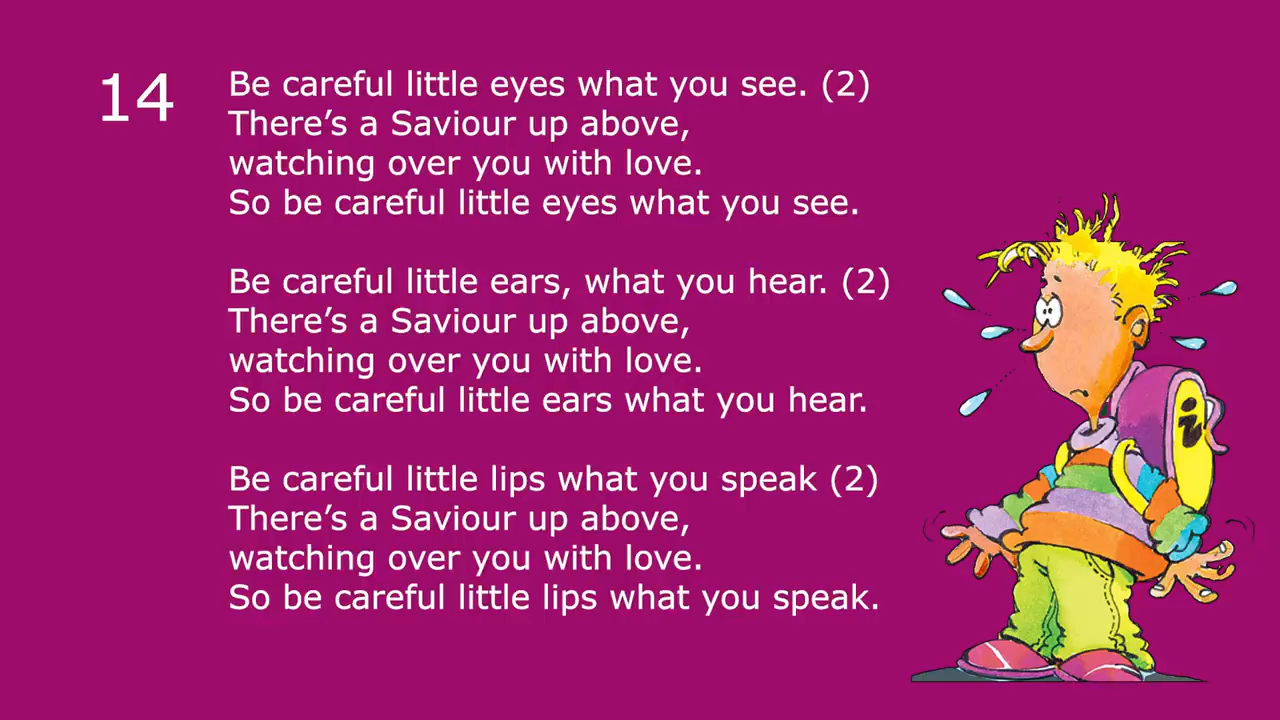 14
Be careful little eyes what you see. (2)
There's a Saviour up above,
watching over you with love.
So be careful little eyes what you see.
Be careful little ears, what you hear. (2)
There's a Saviour up above,
watching over you with love.
So be careful little ears what you hear.
Be careful little lips what you speak (2)
There's a Saviour up above,
watching over you with love.
So be careful little lips what you speak.
i